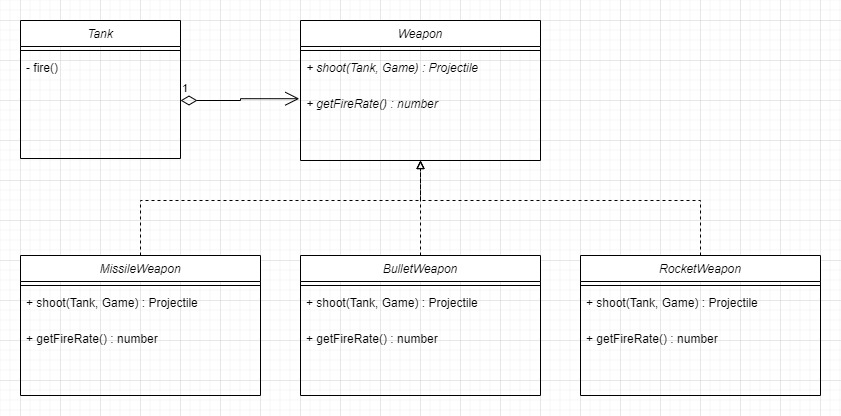 Tank
- fire()
1
Weapon
+ shoot(Tank, Game) : Projectile
+ getFireRate() : number
MissileWeapon
+ shoot(Tank, Game) : Projectile
+ getFireRate() : number
BulletWeapon
+ shoot(Tank, Game) : Projectile
+ getFireRate() : number
RocketWeapon
+ shoot(Tank, Game) : Projectile
+ getFireRate() : number